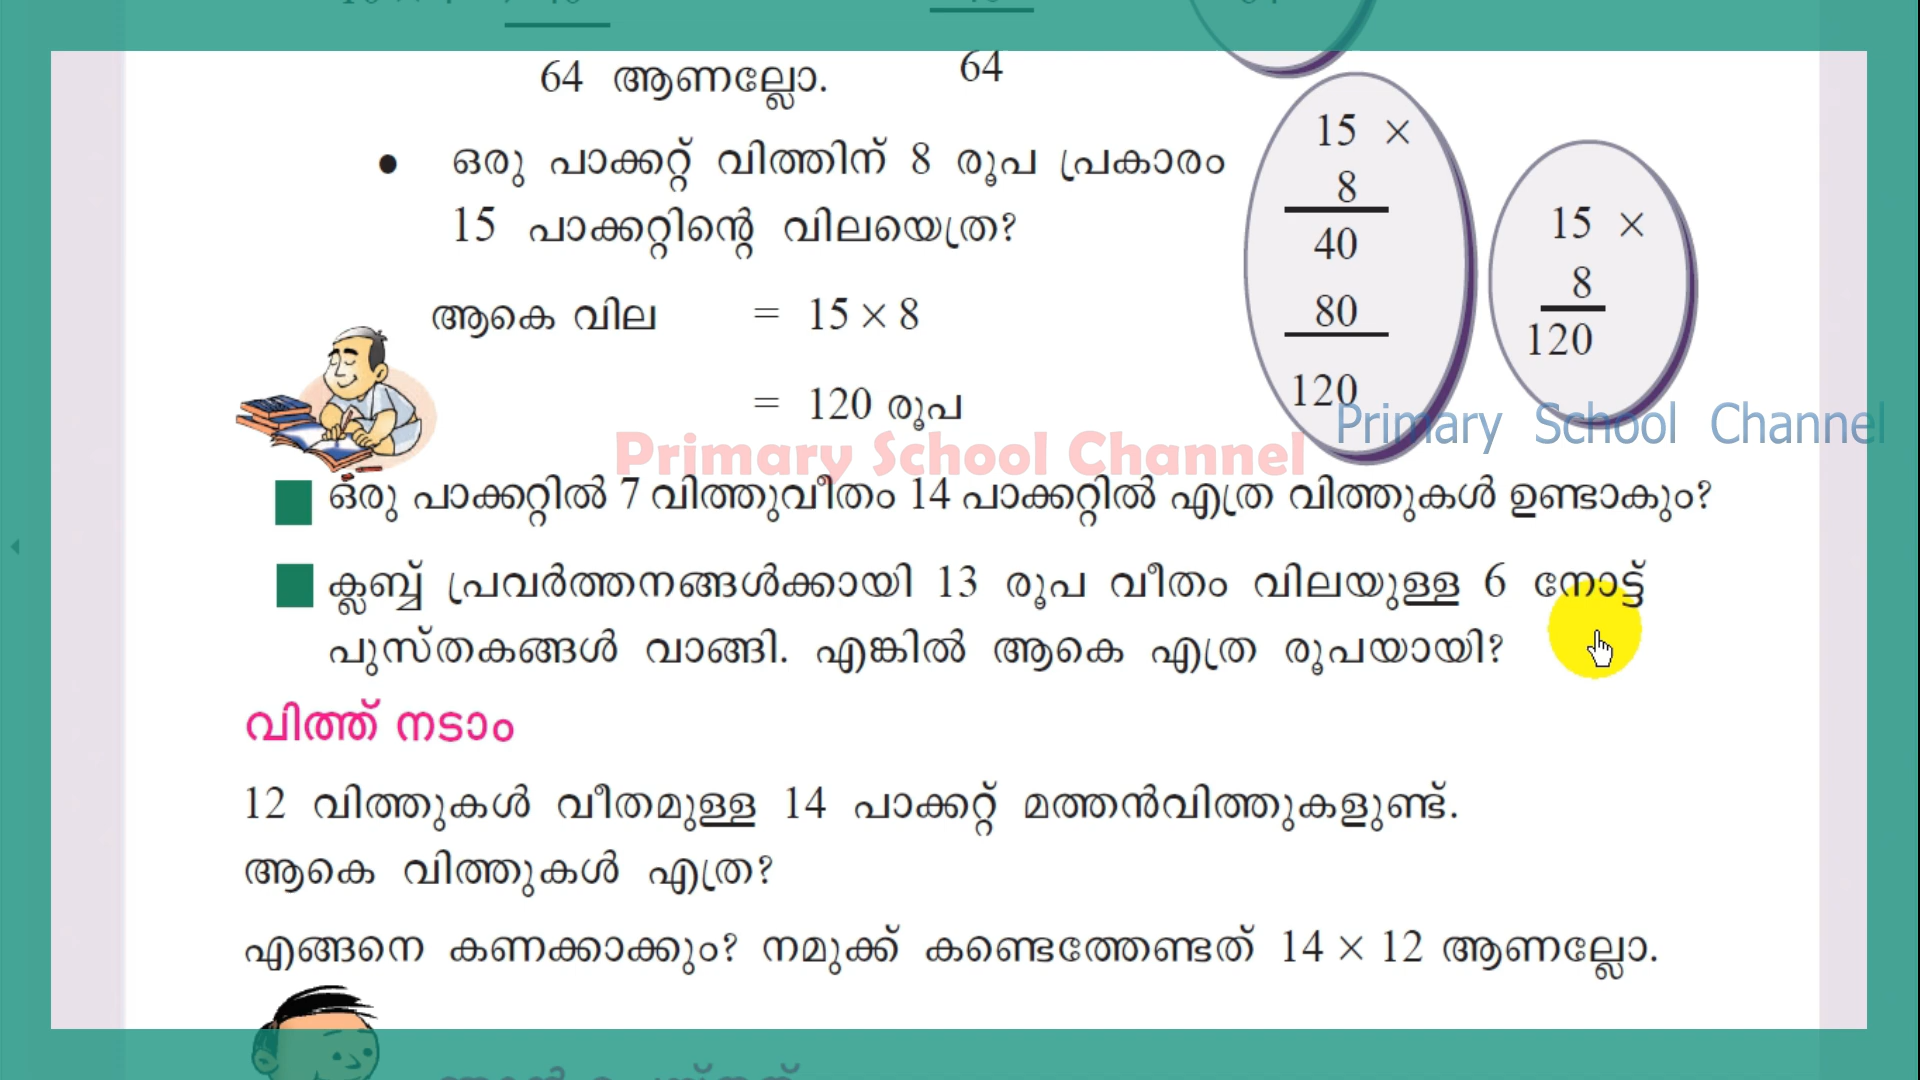 64 ആണല്ലോ.
64
• ഒരു പാക്കറ്റ് വിത്തിന് 8 രൂപ പ്രകാരം
15 പാക്കറ്റിന്റെ വിലയെത്ര?
ആകെ വില = 15 × 8
= 120 രൂപ
15 ×
8
40
80
120
15 ×
8
120
Primary School Channel
Primary School Channel
ഒരു പാക്കറ്റിൽ 7 വിത്തുവീതം 14 പാക്കറ്റിൽ എത്ര വിത്തുകൾ ഉണ്ടാകും?
ക്ലബ്ബ് പ്രവർത്തനങ്ങൾക്കായി 13 രൂപ വീതം വിലയുള്ള 6 നോട്ട്
പുസ്തകങ്ങൾ വാങ്ങി. എങ്കിൽ ആകെ എത്ര രൂപയായി?
വിത്ത് നടാം
12 വിത്തുകൾ വീതമുള്ള 14 പാക്കറ്റ് മത്തൻവിത്തുകളുണ്ട്.
ആകെ വിത്തുകൾ എത്ര?
എങ്ങനെ കണക്കാക്കും? നമുക്ക് കണ്ടെത്തേണ്ടത് 14 × 12 ആണല്ലോ.